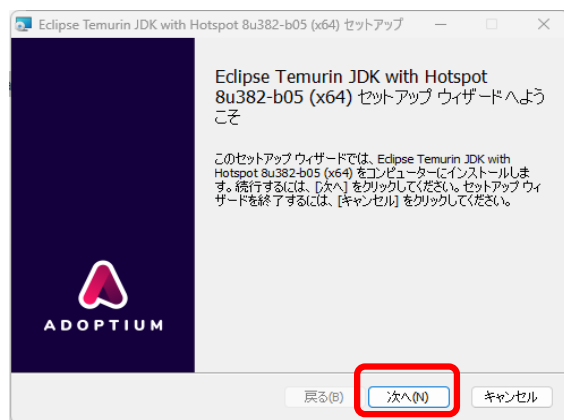 Eclipse Temurin JDK with Hotspot 8u382-b05 (x64) セットアップ
Eclipse Temurin JDK with Hotspot
8u382-b05 (x64) セットアップ ウィザードへよう
こそ
このセットアップ ウィザードでは、Eclipse Temurin JDK with
Hotspot 8u382-b05 (x64) をコンピューターにインストールしま
す。続行するには、[次へ] をクリックしてください。セットアップ ウィ
ザードを終了するには、[キャンセル] をクリックしてください。
ADOPTIUM
戻る(B) 次へ(N) キャンセル